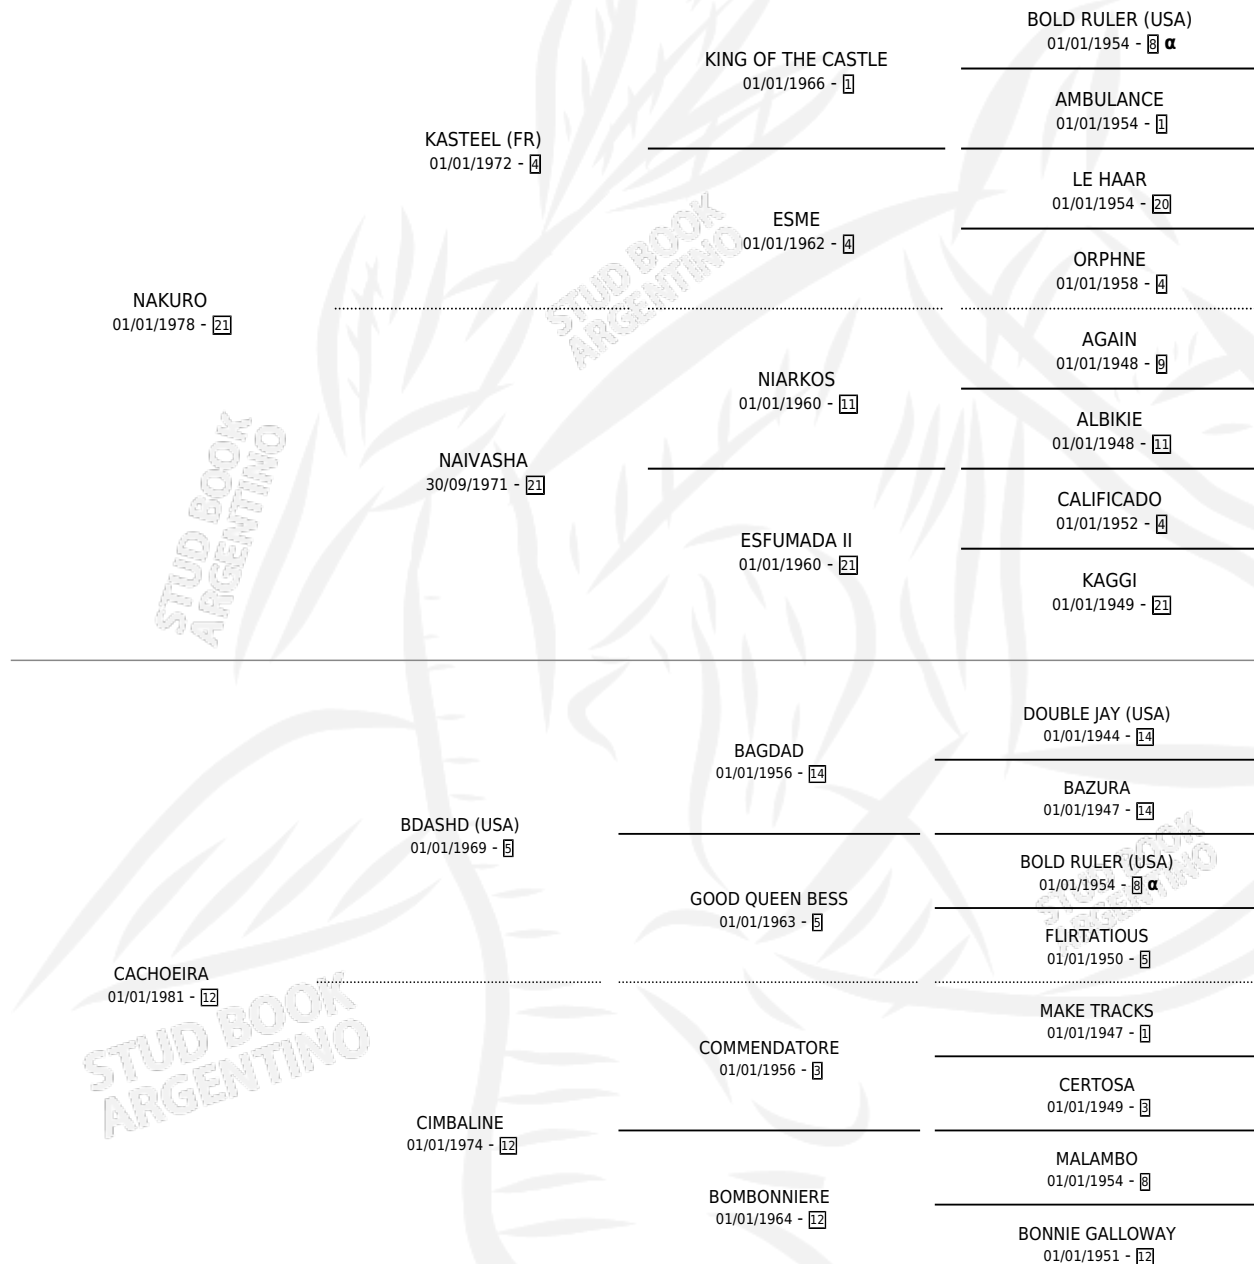 BOLD RULER (USA)
01/01/1954 - 8 α
KING OF THE CASTLE
01/01/1966 - 1
AMBULANCE
01/01/1954 - 1
KASTEEL (FR)
01/01/1972 - 4
LE HAAR
01/01/1954 - 20
ESME
01/01/1962 - 4
ORPHNE
01/01/1958 - 4
NAKURO
01/01/1978 - 21
AGAIN
01/01/1948 - 9
NIARKOS
01/01/1960 - 11
ALBIKIE
01/01/1948 - 11
NAIVASHA
30/09/1971 - 21
CALIFICADO
01/01/1952 - 4
ESFUMADA II
01/01/1960 - 21
KAGGI
01/01/1949 - 21
DOUBLE JAY (USA)
01/01/1944 - 14
BAGDAD
01/01/1956 - 14
BAZURA
01/01/1947 - 14
BDASHD (USA)
01/01/1969 - 5
BOLD RULER (USA)
01/01/1954 - 8 α
GOOD QUEEN BESS
01/01/1963 - 5
FLIRTATIOUS
01/01/1950 - 5
CACHOEIRA
01/01/1981 - 12
MAKE TRACKS
01/01/1947 - 1
COMMENDATORE
01/01/1956 - 3
CERTOSA
01/01/1949 - 3
CIMBALINE
01/01/1974 - 12
MALAMBO
01/01/1954 - 8
BOMBONNIERE
01/01/1964 - 12
BONNIE GALLOWAY
01/01/1951 - 12
STUD BOOK
ARGENTINO
STUD BOOK
ARGENTINO
STUD BOOK
ARGENTINO
STUD BOOK
ARGENTINO